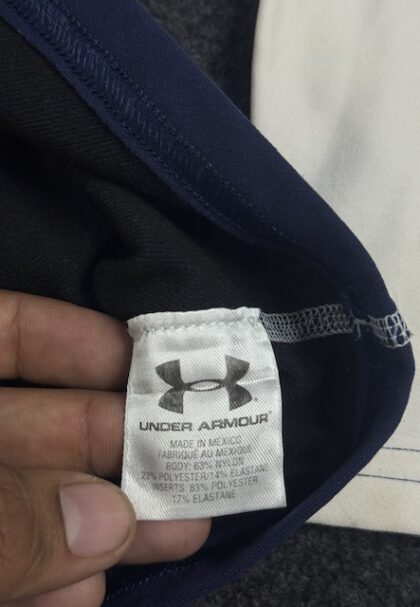 UNDER ARMOUR
MADE IN MEXICO
FABRIQUÉ AU MEXIQUE
BODY: 63% NYLON
23% POLYESTER/14% ELASTANE
INSERTS: 83% POLYESTER
17% ELASTANE